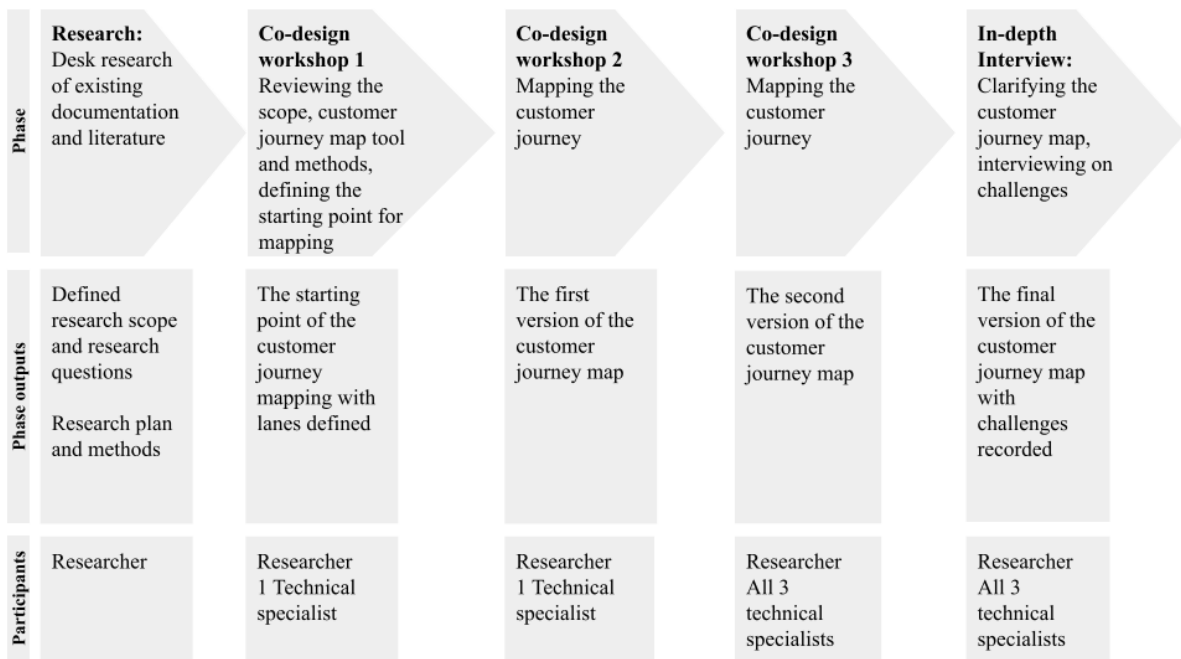 Phase
Research:
Desk research
of existing
documentation
and literature
Co-design
workshop 1
Reviewing the
scope, customer
journey map tool
and methods,
defining the
starting point for
mapping
Co-design
workshop 2
Mapping the
customer
journey
Co-design
workshop 3
Mapping the
customer
journey
In-depth
Interview:
Clarifying the
customer
journey map,
interviewing on
challenges
Phase outputs
Defined
research scope
and research
questions
Research plan
and methods
The starting
point of the
customer
journey
mapping with
lanes defined
The first
version of the
customer
journey map
The second
version of the
customer
journey map
The final
version of the
customer
journey map
with
challenges
recorded
Participants
Researcher
Researcher
1 Technical
specialist
Researcher
1 Technical
specialist
Researcher
All 3
technical
specialists
Researcher
All 3
technical
specialists